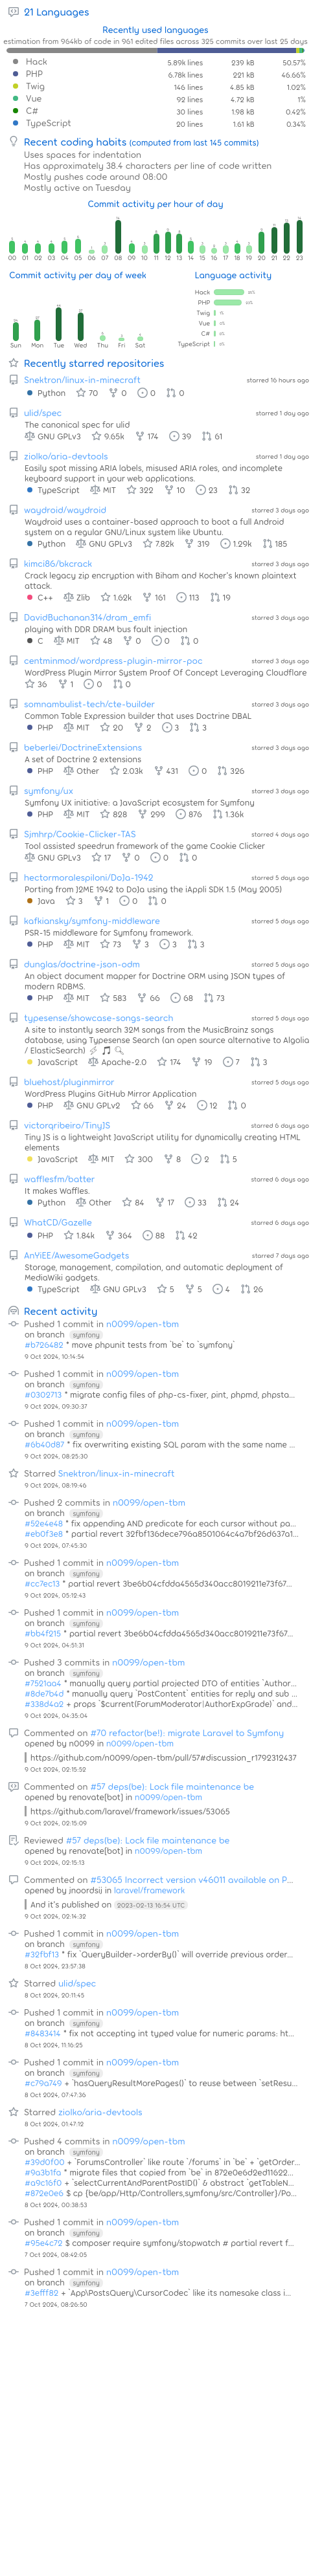 21 Languages
Recently used languages
estimation from 964kb of code in 961 edited files across 325 commits over last 25 days
Hack 5.89k lines 239 kB 50.57%
PHP 6.78k lines 221 kB 46.66%
Twig 146 lines 4.85 kB 1.02%
Vue 92 lines 4.72 kB 1%
C# 30 lines 1.98 kB 0.42%
TypeScript 20 lines 1.61 kB 0.34%
Recent coding habits (computed from last 145 commits)
Uses spaces for indentation
Has approximately 38.4 characters per line of code written
Mostly pushes code around 08:00
Mostly active on Tuesday
Commit activity per hour of day
00 01 02 03 04 05 06 07 08 09 10 11 12 13 14 15 16 17 18 19 20 21 22 23
Commit activity per day of week
Sun Mon Tue Wed Thu Fri Sat
Language activity
Hack
PHP
Twig
Vue
C#
TypeScript
Recently starred repositories
Snektron/linux-in-minecraft starred 16 hours ago
Python 70 0 0 0
ulid/spec starred 1 day ago
The canonical spec for ulid
GNU GPLv3 9.65k 174 39 61
ziolko/aria-devtools starred 1 day ago
Easily spot missing ARIA labels, misused ARIA roles, and incomplete
keyboard support in your web applications.
TypeScript MIT 322 10 23 32
waydroid/waydroid starred 3 days ago
Waydroid uses a container-based approach to boot a full Android
system on a regular GNU/Linux system like Ubuntu.
Python GNU GPLv3 7.82k 319 1.29k 185
kimci86/bkcrack starred 3 days ago
Crack legacy zip encryption with Biham and Kocher's known plaintext
attack.
C++ Zlib 1.62k 161 113 19
DavidBuchanan314/dram_emfi starred 3 days ago
playing with DDR DRAM bus fault injection
C MIT 48 0 0 0
centminmod/wordpress-plugin-mirror-poc starred 3 days ago
WordPress Plugin Mirror System Proof Of Concept Leveraging Cloudflare
36 1 0 0
somnambulist-tech/cte-builder starred 3 days ago
Common Table Expression builder that uses Doctrine DBAL
PHP MIT 20 2 3 3
beberlei/DoctrineExtensions starred 3 days ago
A set of Doctrine 2 extensions
PHP Other 2.03k 431 0 326
symfony/ux starred 3 days ago
Symfony UX initiative: a JavaScript ecosystem for Symfony
PHP MIT 828 299 876 1.36k
Sjmhrp/Cookie-Clicker-TAS starred 4 days ago
Tool assisted speedrun framework of the game Cookie Clicker
GNU GPLv3 17 0 0 0
hectormoralespiloni/DoJa-1942 starred 5 days ago
Porting from J2ME 1942 to DoJa using the iAppli SDK 1.5 (May 2005)
Java 3 1 0 0
kafkiansky/symfony-middleware starred 5 days ago
PSR-15 middleware for Symfony framework.
PHP MIT 73 3 3 3
dunglas/doctrine-json-odm starred 5 days ago
An object document mapper for Doctrine ORM using JSON types of
modern RDBMS.
PHP MIT 583 66 68 73
typesense/showcase-songs-search starred 5 days ago
A site to instantly search 32M songs from the MusicBrainz songs
database, using Typesense Search (an open source alternative to Algolia
/ ElasticSearch) ⚡ 🎵 🔍
JavaScript Apache-2.0 174 19 7 3
bluehost/pluginmirror starred 5 days ago
WordPress Plugins GitHub Mirror Application
PHP GNU GPLv2 66 24 12 0
victorqribeiro/TinyJS starred 6 days ago
Tiny JS is a lightweight JavaScript utility for dynamically creating HTML
elements
JavaScript MIT 300 8 2 5
wafflesfm/batter starred 6 days ago
It makes Waffles.
Python Other 84 17 33 24
WhatCD/Gazelle starred 6 days ago
PHP 1.84k 364 88 42
AnYiEE/AwesomeGadgets starred 7 days ago
Storage, management, compilation, and automatic deployment of
MediaWiki gadgets.
TypeScript GNU GPLv3 5 5 4 26
Recent activity
Pushed 1 commit in n0099/open-tbm
on branch symfony
#b726482 * move phpunit tests from `be` to `symfony`
9 Oct 2024, 10:14:54
Pushed 1 commit in n0099/open-tbm
on branch symfony
#0302713 * migrate config files of php-cs-fixer, pint, phpmd, phpsta...
9 Oct 2024, 09:30:37
Pushed 1 commit in n0099/open-tbm
on branch symfony
#6b40d87 * fix overwriting existing SQL param with the same name ...
9 Oct 2024, 08:25:30
Starred Snektron/linux-in-minecraft
9 Oct 2024, 08:19:46
Pushed 2 commits in n0099/open-tbm
on branch symfony
#52e4e48 * fix appending AND predicate for each cursor without pa...
#eb0f3e8 * partial revert 32fbf136dece796a8501064c4a7bf26d637a1...
9 Oct 2024, 07:45:30
Pushed 1 commit in n0099/open-tbm
on branch symfony
#cc7ec13 * partial revert 3be6b04cfdda4565d340acc8019211e73f67...
9 Oct 2024, 05:12:43
Pushed 1 commit in n0099/open-tbm
on branch symfony
#bb4f215 * partial revert 3be6b04cfdda4565d340acc8019211e73f67...
9 Oct 2024, 04:51:31
Pushed 3 commits in n0099/open-tbm
on branch symfony
#7521aa4 * manually query partial projected DTO of entities `Author...
#8de7b4d * manually query `PostContent` entities for reply and sub ...
#338d4a2 + props `$current(ForumModerator|AuthorExpGrade)` and...
9 Oct 2024, 04:35:04
Commented on #70 refactor(be!): migrate Laravel to Symfony
opened by n0099 in n0099/open-tbm
https://github.com/n0099/open-tbm/pull/57#discussion_r1792312437
9 Oct 2024, 02:15:52
Commented on #57 deps(be): Lock file maintenance be
opened by renovate[bot] in n0099/open-tbm
https://github.com/laravel/framework/issues/53065
9 Oct 2024, 02:15:09
Reviewed #57 deps(be): Lock file maintenance be
opened by renovate[bot] in n0099/open-tbm
9 Oct 2024, 02:15:13
Commented on #53065 Incorrect version v46011 available on P...
opened by jnoordsij in laravel/framework
And it's published on 2023-02-13 16:54 UTC
9 Oct 2024, 02:14:32
Pushed 1 commit in n0099/open-tbm
on branch symfony
#32fbf13 * fix `QueryBuilder->orderBy()` will override previous order...
8 Oct 2024, 23:57:38
Starred ulid/spec
8 Oct 2024, 20:11:45
Pushed 1 commit in n0099/open-tbm
on branch symfony
#8483414 * fix not accepting int typed value for numeric params: ht...
8 Oct 2024, 11:16:25
Pushed 1 commit in n0099/open-tbm
on branch symfony
#c79a749 + `hasQueryResultMorePages()` to reuse between `setResu...
8 Oct 2024, 07:47:36
Starred ziolko/aria-devtools
8 Oct 2024, 01:47:12
Pushed 4 commits in n0099/open-tbm
on branch symfony
#39d0f00 + `ForumsController` like route `/forums` in `be` + `getOrder...
#9a3b1fa * migrate files that copied from `be` in 872e0e6d2ed11622...
#a9c16f0 + `selectCurrentAndParentPostID()` & abstract `getTableN...
#872e0e6 $ cp {be/app/Http/Controllers,symfony/src/Controller}/Po...
8 Oct 2024, 00:38:53
Pushed 1 commit in n0099/open-tbm
on branch symfony
#95e4c72 $ composer require symfony/stopwatch # partial revert f...
7 Oct 2024, 08:42:05
Pushed 1 commit in n0099/open-tbm
on branch symfony
#3efff82 + `App\PostsQuery\CursorCodec` like its namesake class i...
7 Oct 2024, 08:26:50